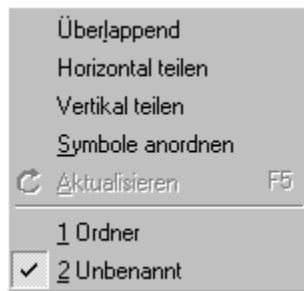 Überlappend
Horizontal teilen
Vertikal teilen
Symbole anordnen
Aktualisieren F5
1 Ordner
2 Unbenannt